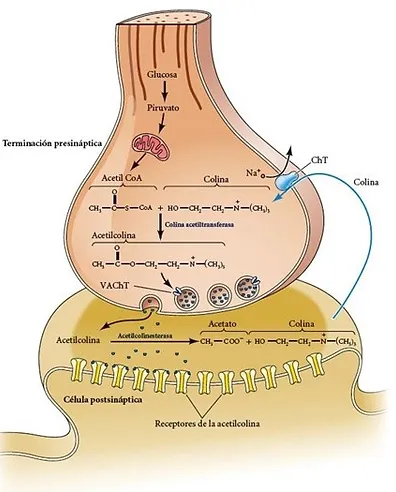 Glucosa
Piruvato
Terminación presináptica
Acetil CoA
Colina
Na⁺
ChT
Colina
CH₃—C—S—CoA + HO—CH₂—CH₂—N⁺—(CH₃)₃
O
Colina acetiltransferasa
Acetilcolina
O
CH₃—C—O—CH₂—CH₂—N⁺—(CH₃)₃
VAChT
Acetilcolina
Acetilcolinesterasa
Acetato
Colina
CH₃—COO⁻ + HO—CH₂—CH₂—N⁺—(CH₃)₃
Célula postsináptica
Receptores de la acetilcolina